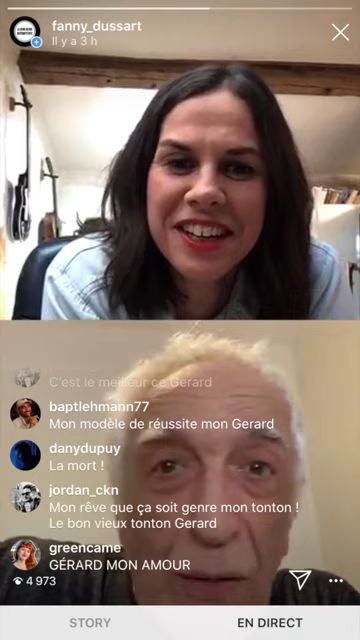 fanny_dussart
Il y a 3 h
C'est le meilleur ce Gerard
baptlehmann77
Mon modèle de réussite mon Gerard
danydupuy
La mort !
jordan_ckn
Mon rêve que ça soit genre mon tonton !
Le bon vieux tonton Gerard
greencame
GÉRARD MON AMOUR
4 973
STORY
EN DIRECT